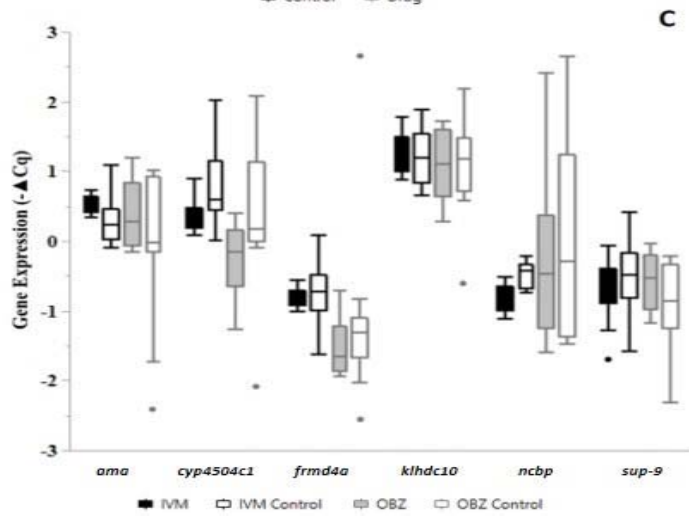 C
3
2
1
0
-1
-2
-3
Gene Expression (-▲Cq)
ama cyp4504c1 frmd4a klhdc10 ncbp sup-9
IVM IVM Control OBZ OBZ Control